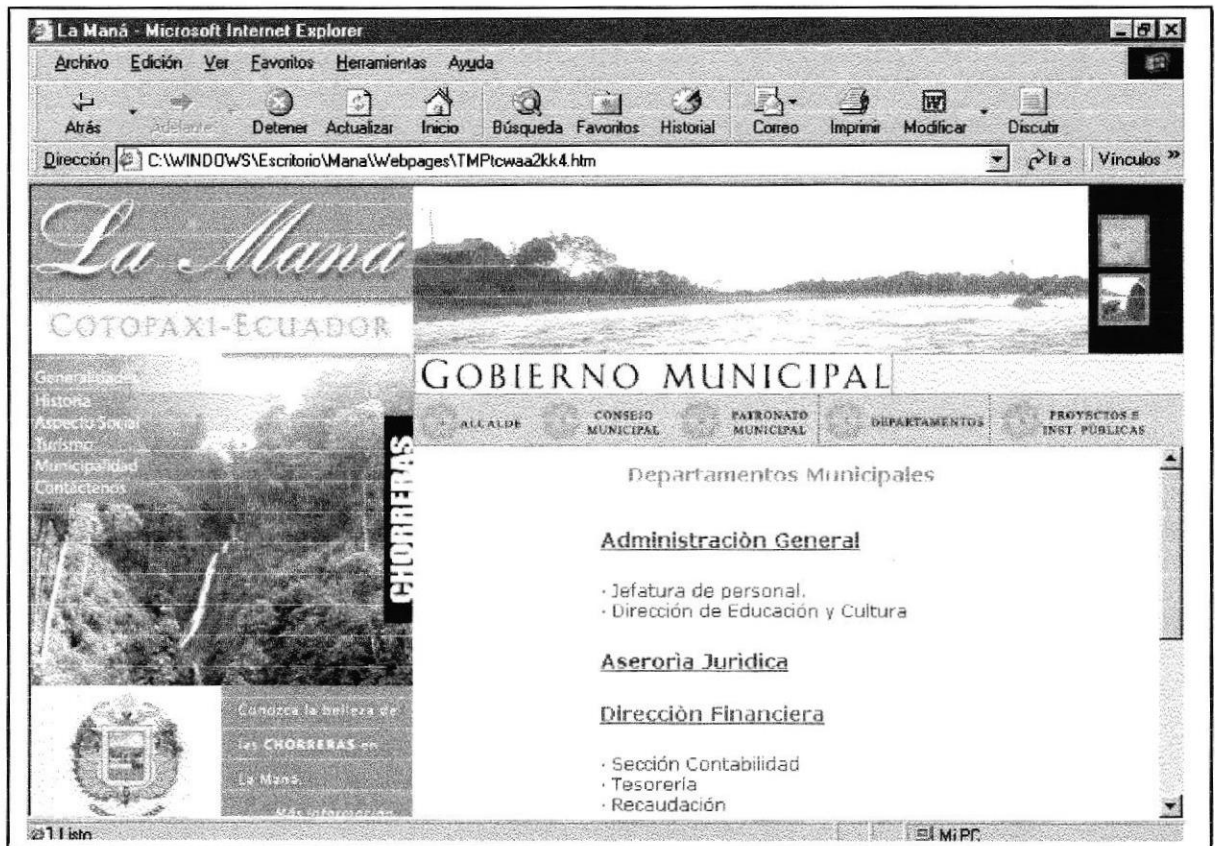 La Maná - Microsoft Internet Explorer
Archivo Edición Ver Favoritos Herramientas Ayuda
Atrás Adelante Detener Actualizar Inicio Búsqueda Favoritos Historial Correo Imprimir Modificar Discutir
Dirección C:\WINDOWS\Escritorio\Mana\Webpages\TMPtcwaa2kk4.htm Ir a Vínculos »
La Maná
COTOPAXI-ECUADOR
Generalidades
Historia
Aspecto Social
Turismo
Municipalidad
Contáctenos
CHORRERAS
Conozca la belleza de
las CHORRERAS en
La Maná
Más información
GOBIERNO MUNICIPAL
ALCALDE
CONSEJO MUNICIPAL
PATRONATO MUNICIPAL
DEPARTAMENTOS
PROYECTOS E INST. PÚBLICAS
Departamentos Municipales
Administraciòn General
· Jefatura de personal.
· Dirección de Educación y Cultura
Aseroria Juridica
Direcciòn Financiera
· Sección Contabilidad
· Tesorería
· Recaudación
Listo
Mi PC